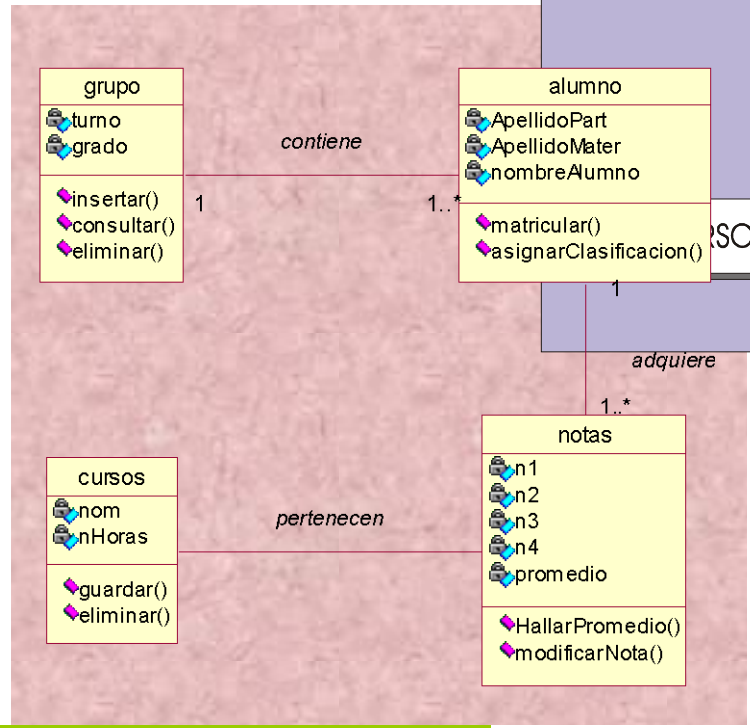 grupo
turno
grado
insertar()
consultar()
eliminar()
contiene
1
1..*
alumno
ApellidoPart
ApellidoMater
nombreAlumno
matricular()
asignarClasificacion()
RSO
1
adquiere
1..*
notas
n1
n2
n3
n4
promedio
HallarPromedio()
modificarNota()
cursos
nom
nHoras
guardar()
eliminar()
pertenecen